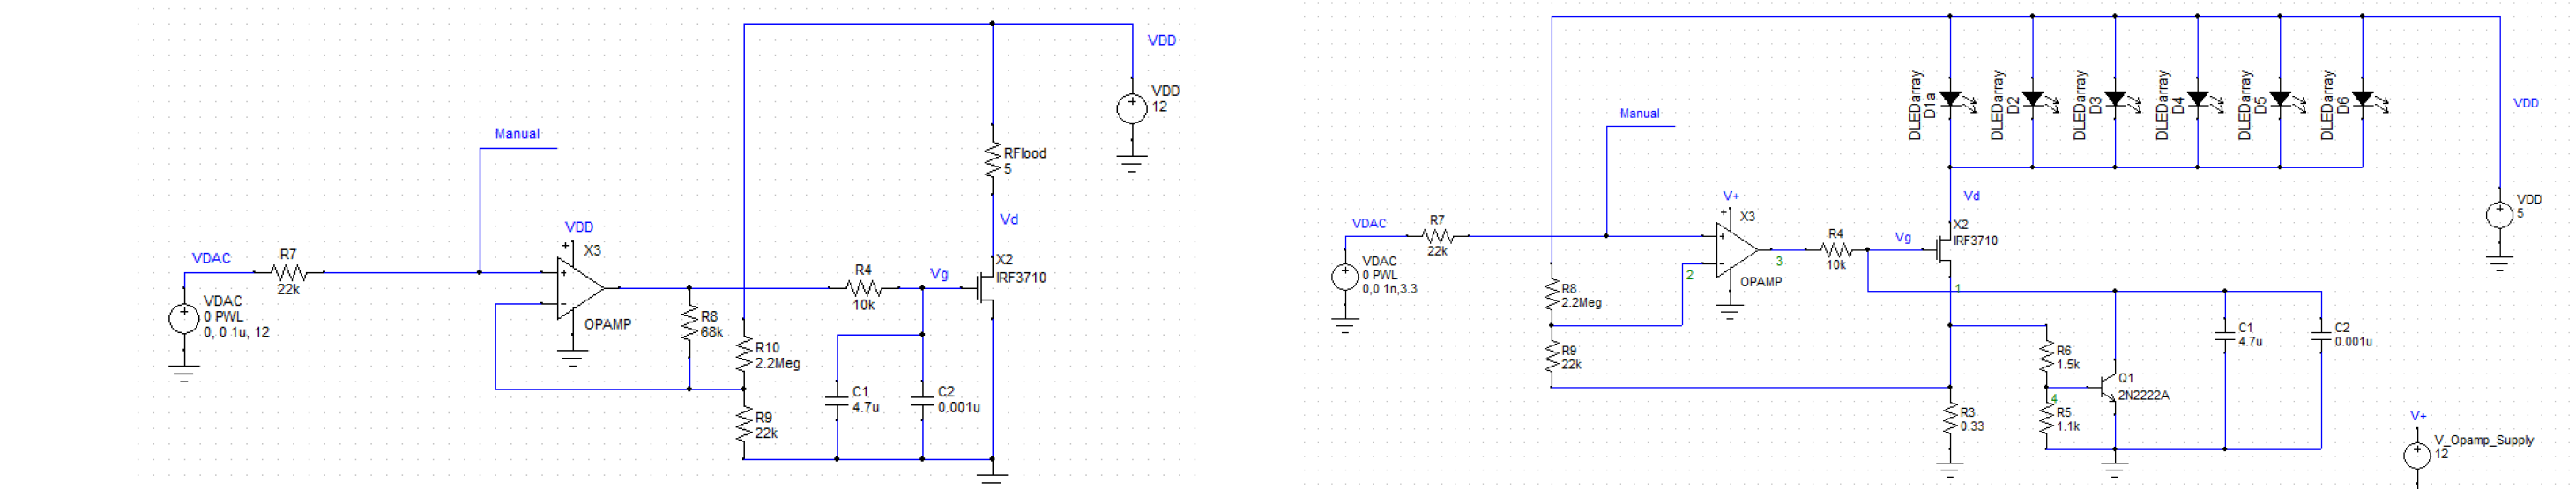 VDD
VDD
12
RFlood
5
Manual
Vd
VDD
X3
VDAC
R7
22k
R4
10k
Vg
X2
IRF3710
VDAC
0 PWL
0, 0 1u, 12
OPAMP
R8
68k
R10
2.2Meg
C1
4.7u
C2
0.001u
R9
22k
DLEDarray
D1a
DLEDarray
D2
DLEDarray
D3
DLEDarray
D4
DLEDarray
D5
DLEDarray
D6
VDD
Manual
V+
X3
Vd
VDD
5
VDAC
R7
22k
R4
10k
Vg
X2
IRF3710
3
2
OPAMP
VDAC
0 PWL
0,0 1n,3.3
R8
2.2Meg
1
R9
22k
R6
1.5k
C1
4.7u
C2
0.001u
Q1
2N2222A
4
R3
0.33
R5
1.1k
V+
V_Opamp_Supply
12